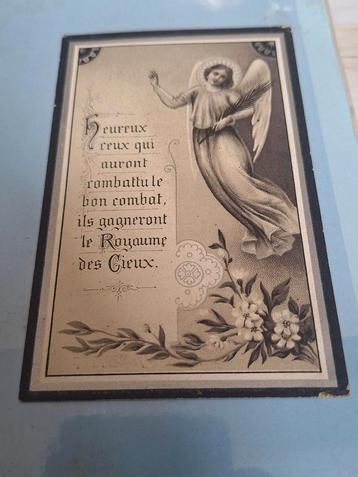 Heureux
ceux qui
auront
combattu le
bon combat,
ils gagneront
le Royaume
des Cieux.